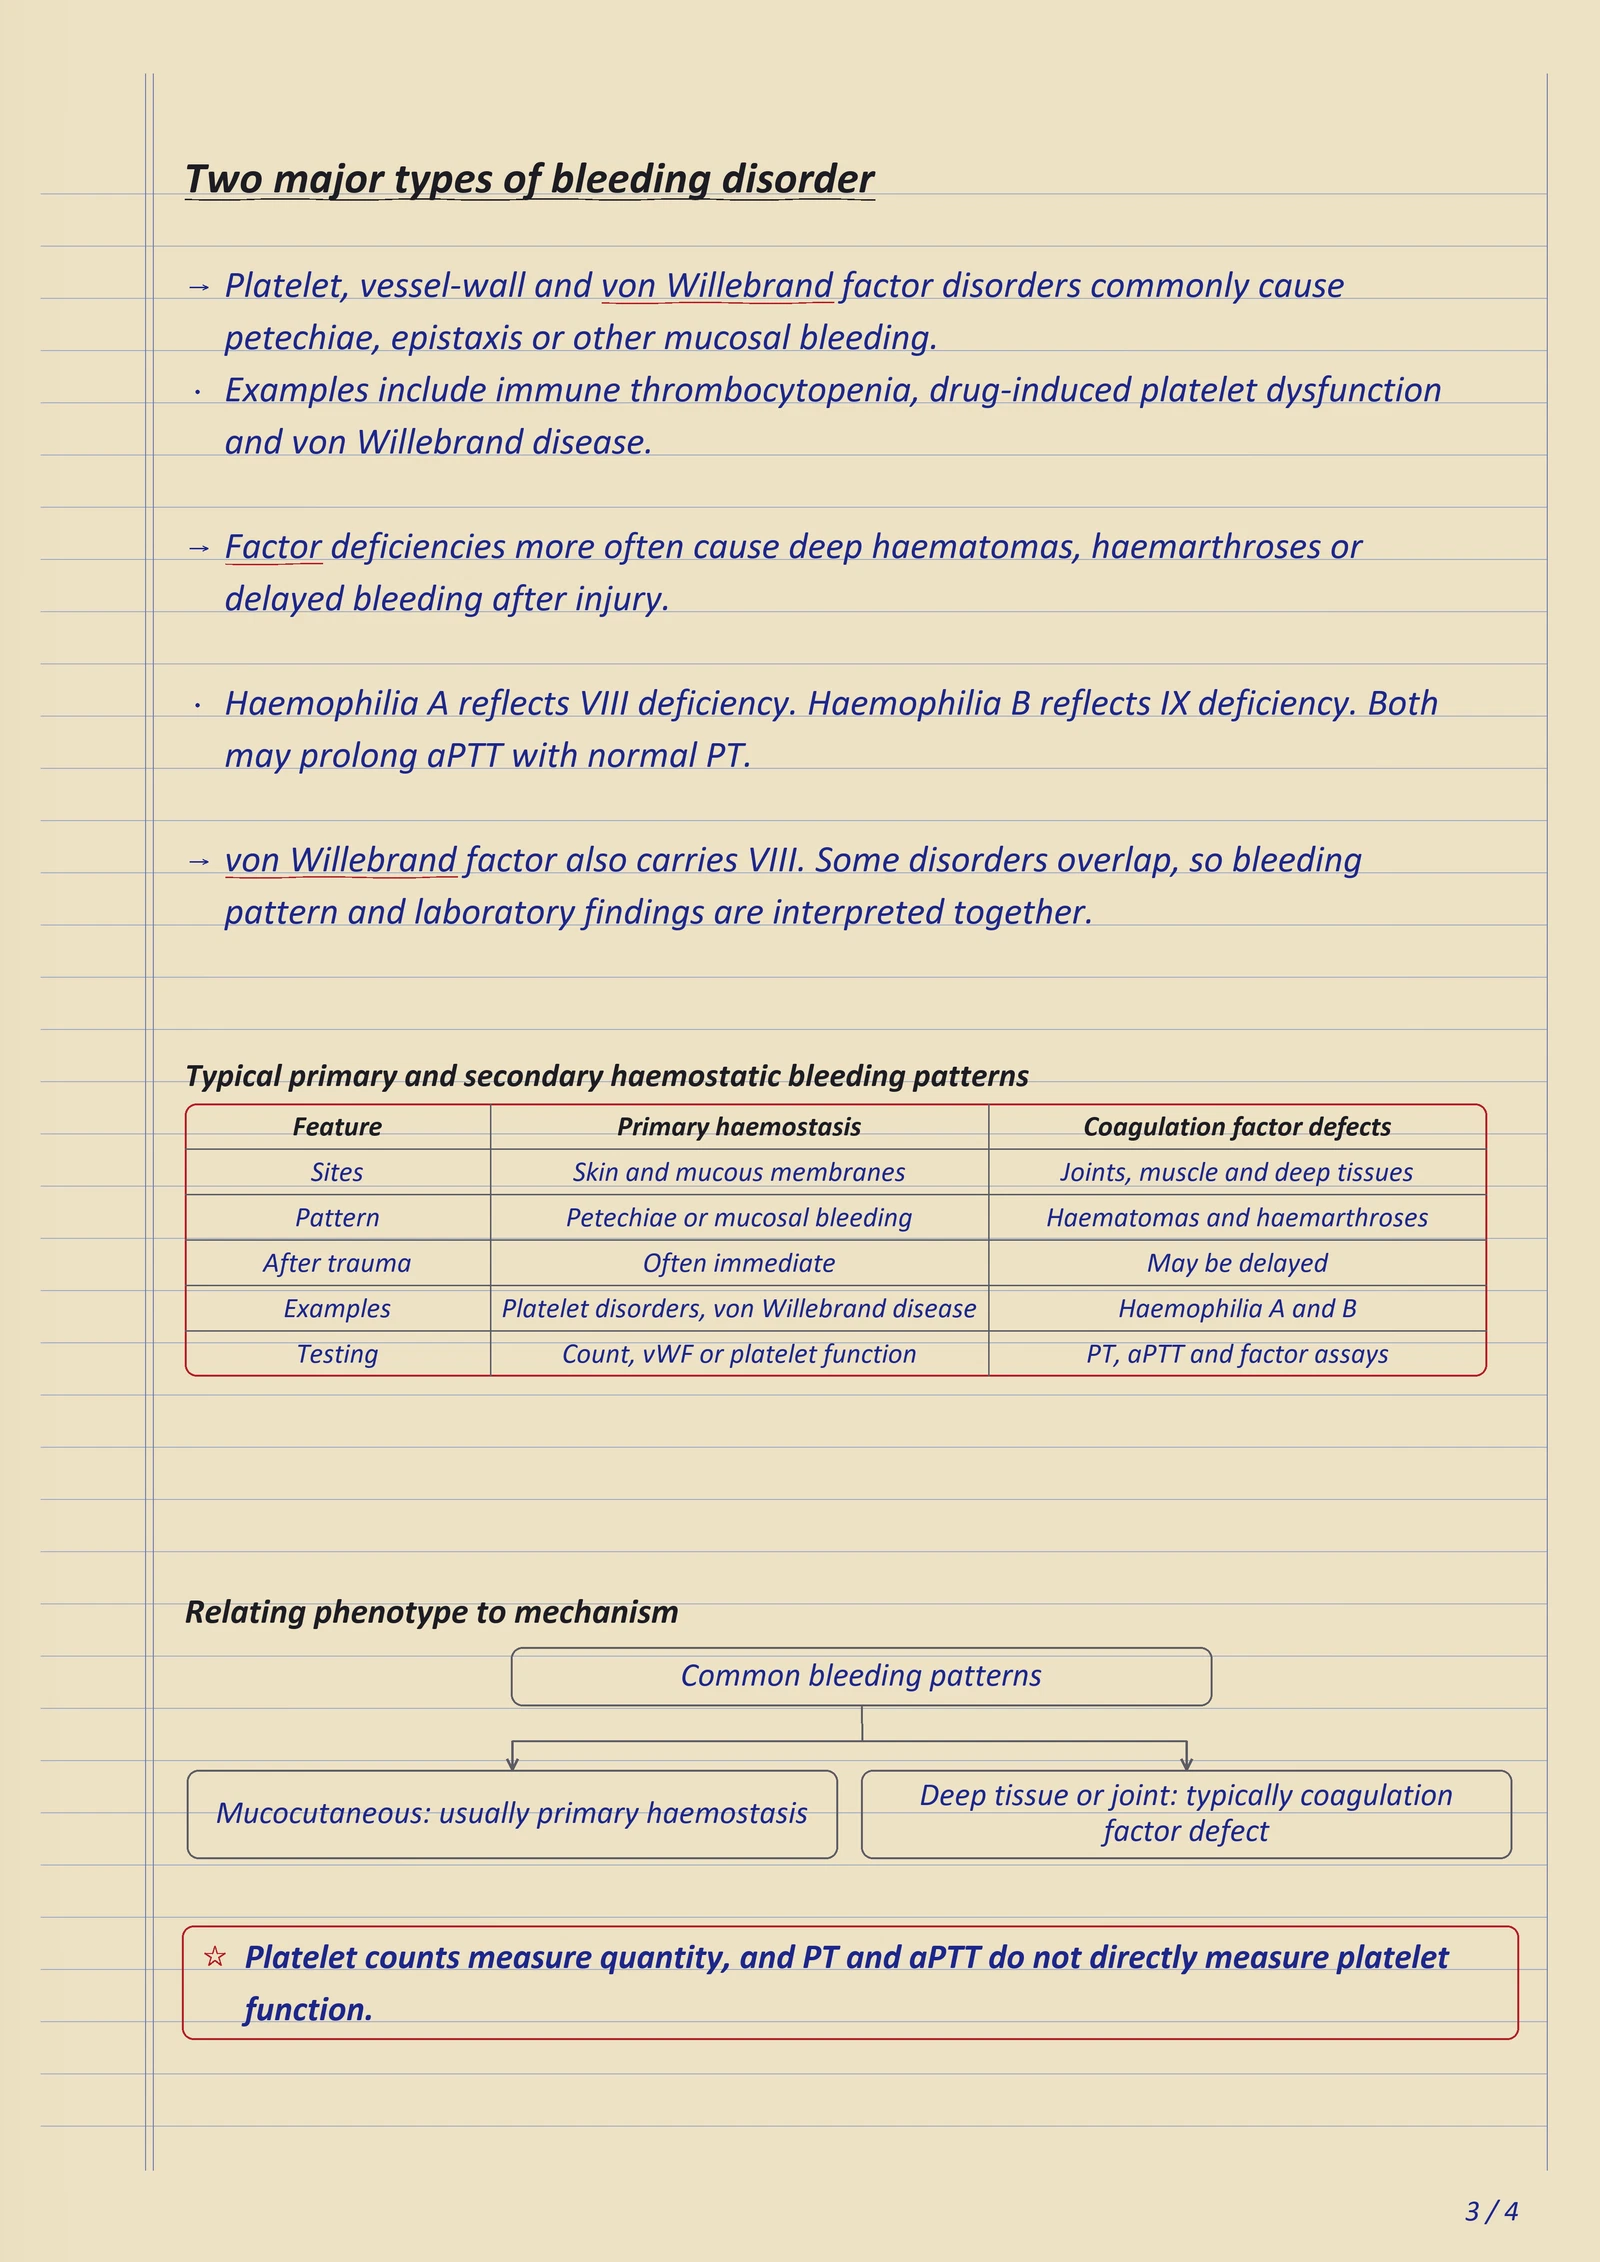 Two major types of bleeding disorder
→ Platelet, vessel-wall and von Willebrand factor disorders commonly cause
petechiae, epistaxis or other mucosal bleeding.
· Examples include immune thrombocytopenia, drug-induced platelet dysfunction
and von Willebrand disease.
→ Factor deficiencies more often cause deep haematomas, haemarthroses or
delayed bleeding after injury.
· Haemophilia A reflects VIII deficiency. Haemophilia B reflects IX deficiency. Both
may prolong aPTT with normal PT.
→ von Willebrand factor also carries VIII. Some disorders overlap, so bleeding
pattern and laboratory findings are interpreted together.
Typical primary and secondary haemostatic bleeding patterns
Feature Primary haemostasis Coagulation factor defects
Sites Skin and mucous membranes Joints, muscle and deep tissues
Pattern Petechiae or mucosal bleeding Haematomas and haemarthroses
After trauma Often immediate May be delayed
Examples Platelet disorders, von Willebrand disease Haemophilia A and B
Testing Count, vWF or platelet function PT, aPTT and factor assays
Relating phenotype to mechanism
Common bleeding patterns
Mucocutaneous: usually primary haemostasis
Deep tissue or joint: typically coagulation
factor defect
☆ Platelet counts measure quantity, and PT and aPTT do not directly measure platelet
function.
3 / 4